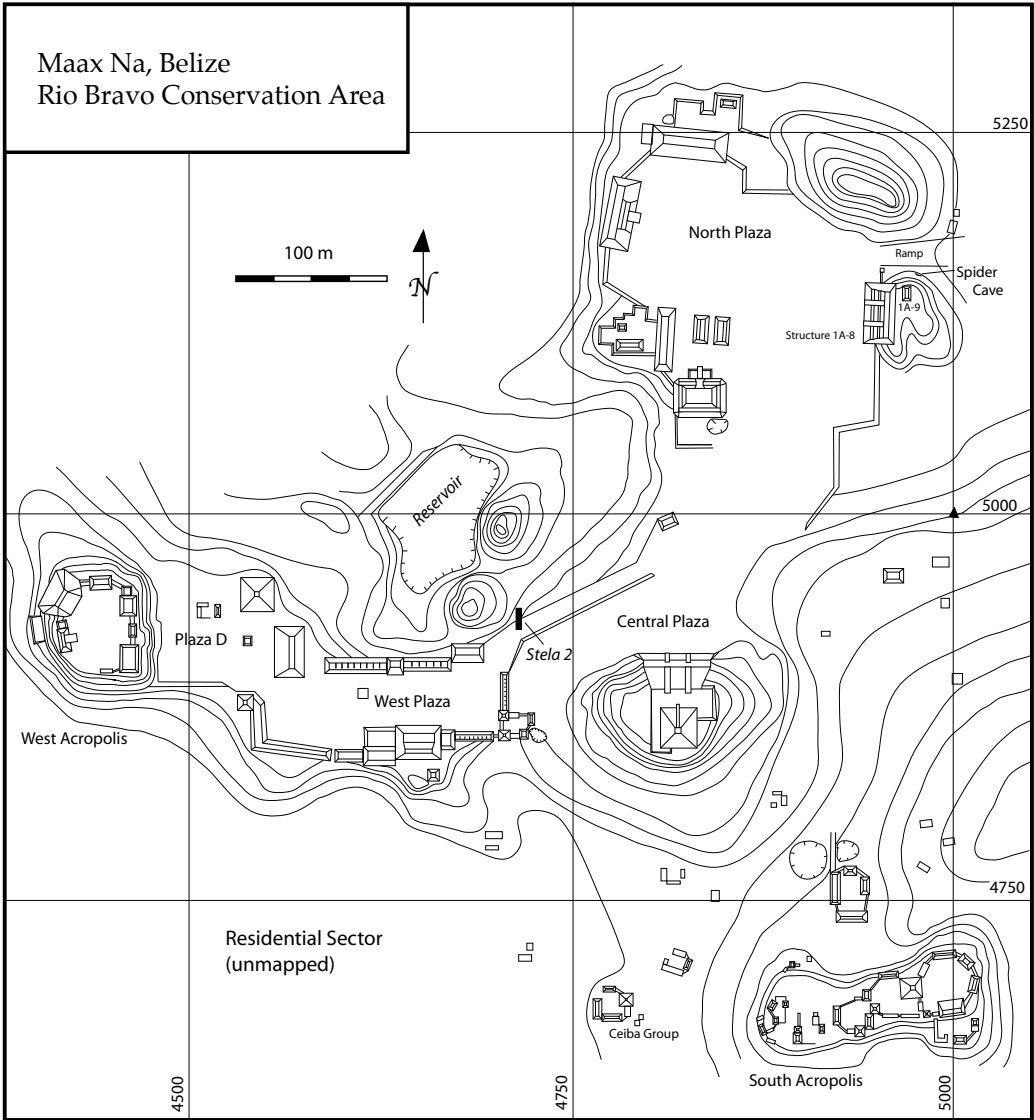 Maax Na, Belize
Rio Bravo Conservation Area
5250
North Plaza
100 m
N
Ramp
Spider
Cave
1A-9
Structure 1A-8
Reservoir
5000
Central Plaza
Plaza D
Stela 2
West Plaza
West Acropolis
4750
Residential Sector
(unmapped)
Ceiba Group
South Acropolis
4500
4750
5000